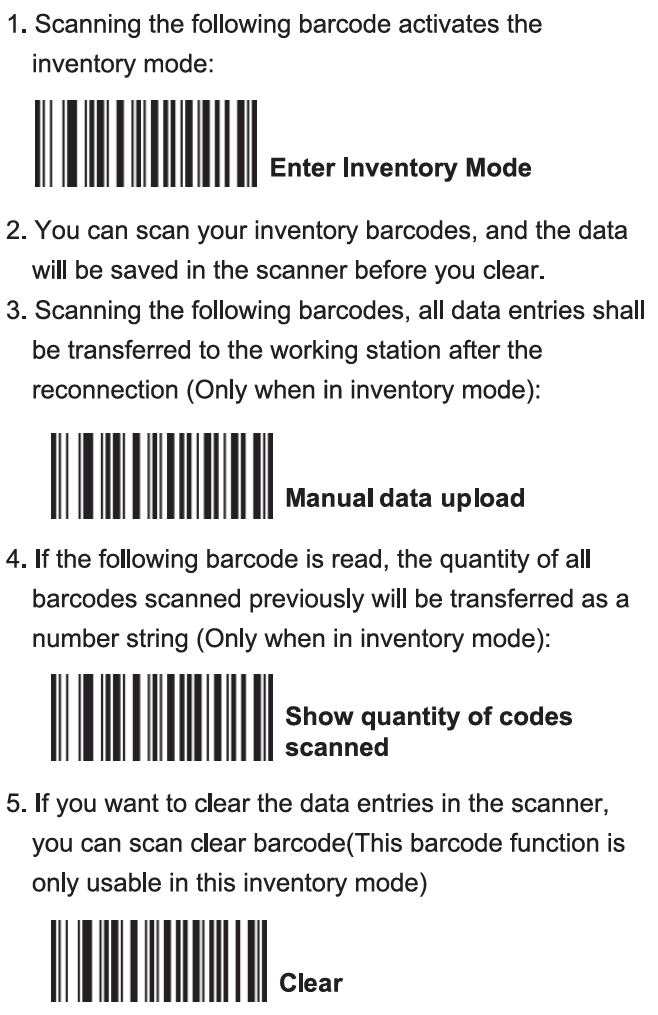 1. Scanning the following barcode activates the
inventory mode:
Enter Inventory Mode
2. You can scan your inventory barcodes, and the data
will be saved in the scanner before you clear.
3. Scanning the following barcodes, all data entries shall
be transferred to the working station after the
reconnection (Only when in inventory mode):
Manual data upload
4. If the following barcode is read, the quantity of all
barcodes scanned previously will be transferred as a
number string (Only when in inventory mode):
Show quantity of codes
scanned
5. If you want to clear the data entries in the scanner,
you can scan clear barcode(This barcode function is
only usable in this inventory mode)
Clear